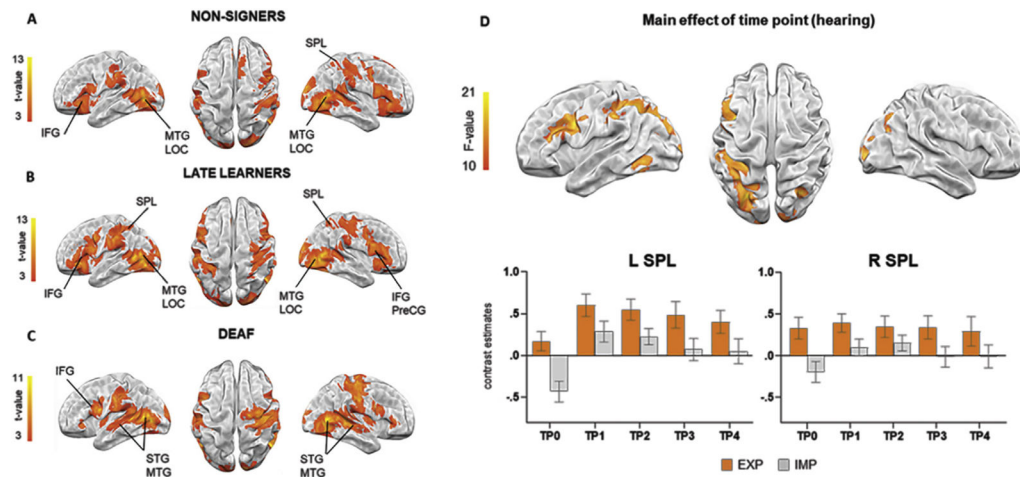 A
NON-SIGNERS
13
t-value
3
SPL
IFG
MTG
LOC
MTG
LOC
B
LATE LEARNERS
13
t-value
3
SPL
SPL
IFG
MTG
LOC
MTG
LOC
IFG
PreCG
C
DEAF
11
t-value
3
IFG
STG
MTG
STG
MTG
D
Main effect of time point (hearing)
21
F-value
10
L SPL
R SPL
contrast estimates
1.0
.5
.0
-.5
TP0 TP1 TP2 TP3 TP4
1.0
.5
.0
-.5
TP0 TP1 TP2 TP3 TP4
EXP IMP